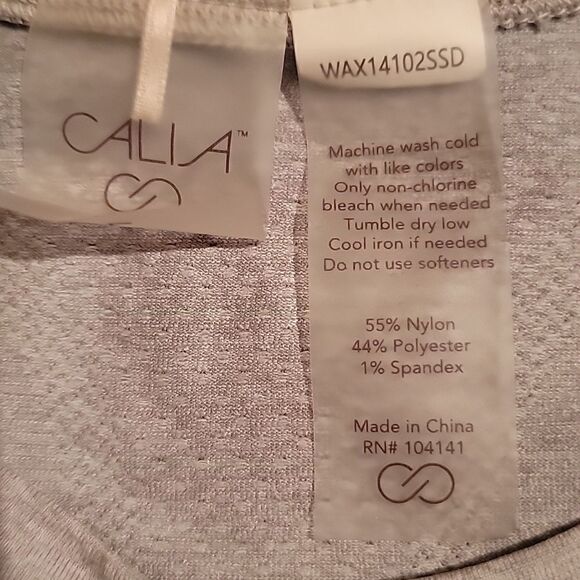 CALIA™
WAX14102SSD
Machine wash cold
with like colors
Only non-chlorine
bleach when needed
Tumble dry low
Cool iron if needed
Do not use softeners
55% Nylon
44% Polyester
1% Spandex
Made in China
RN# 104141